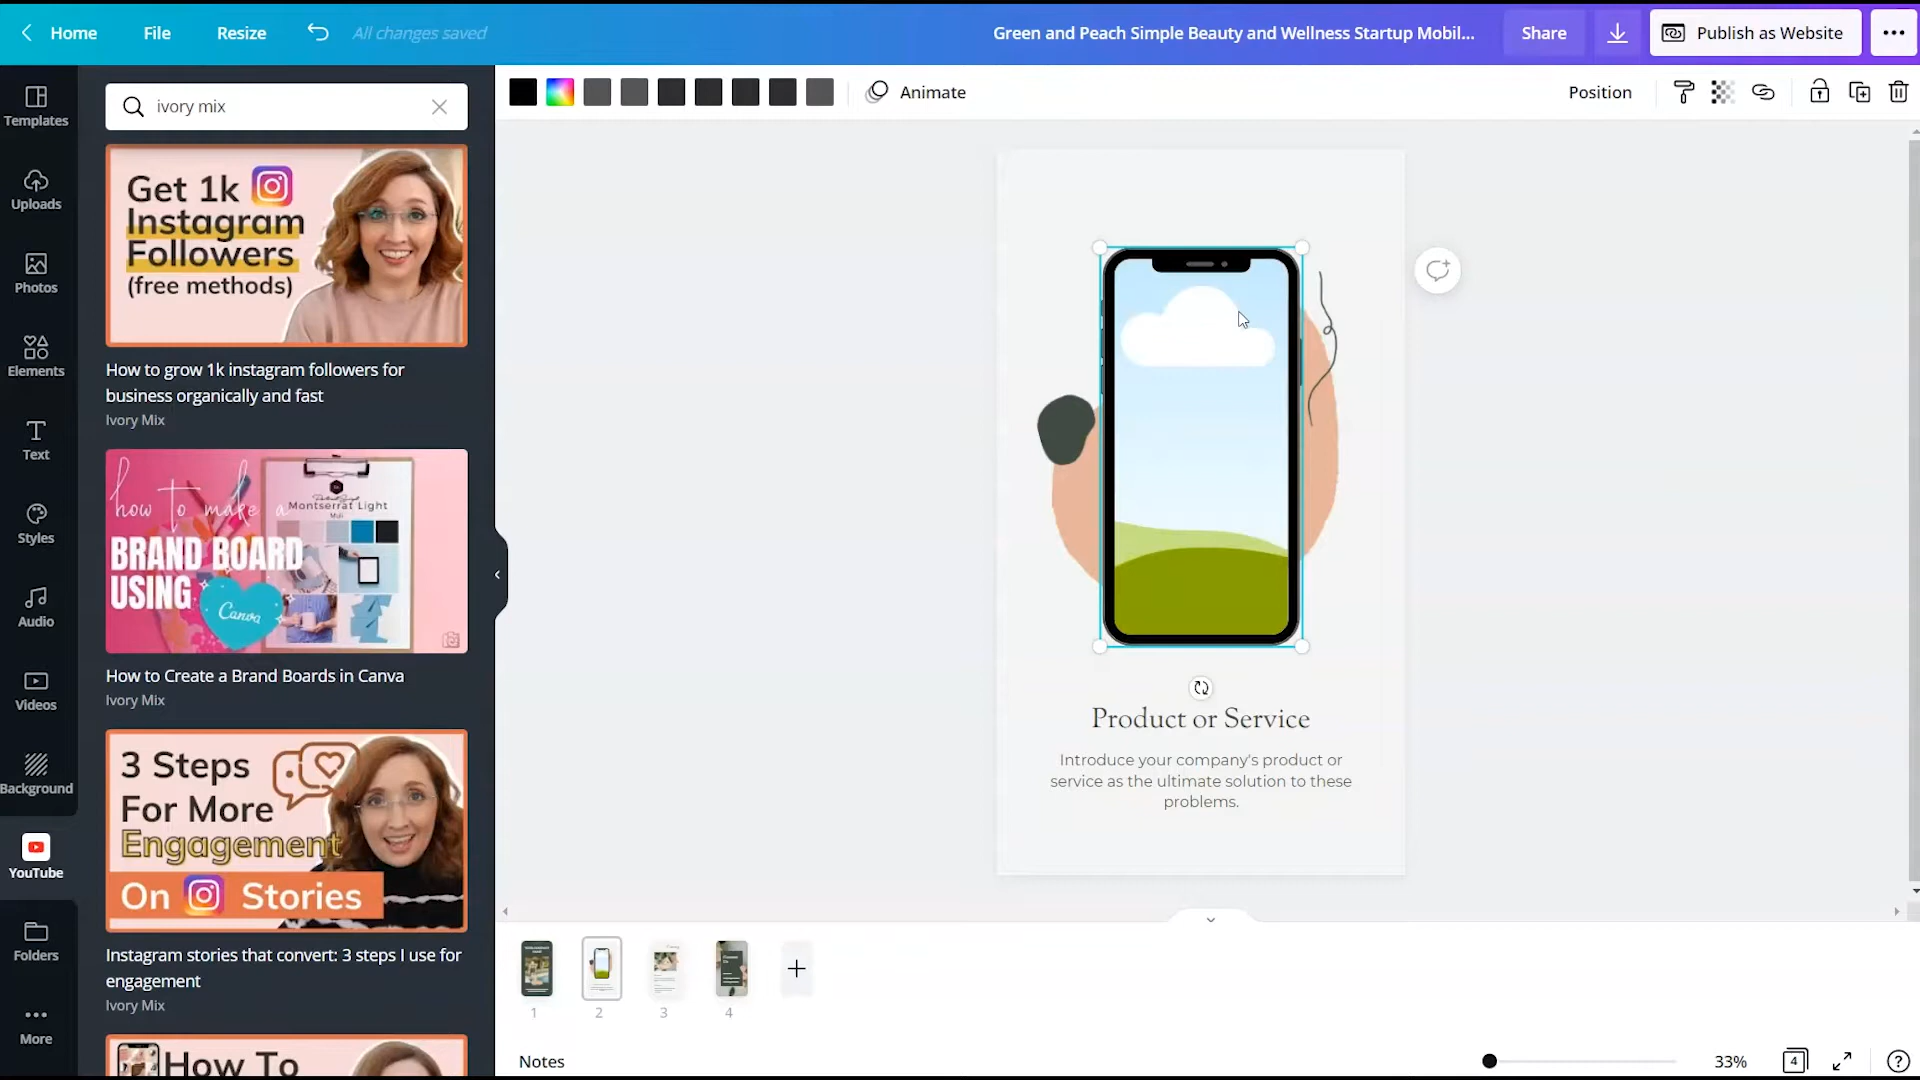 Home
File
Resize
All changes saved
Green and Peach Simple Beauty and Wellness Startup Mobil...
Share
Publish as Website
Templates
Uploads
Photos
Elements
Text
Styles
Audio
Videos
Background
YouTube
Folders
More
ivory mix
Get 1k
Instagram
Followers
(free methods)
How to grow 1k instagram followers for
business organically and fast
Ivory Mix
how to make a
BRAND BOARD
USING
Canva
Montserrat Light
How to Create a Brand Boards in Canva
Ivory Mix
3 Steps
For More
Engagement
On Stories
Instagram stories that convert: 3 steps I use for
engagement
Ivory Mix
How To
Animate
Position
Product or Service
Introduce your company's product or
service as the ultimate solution to these
problems.
1
2
3
4
Notes
33%
4